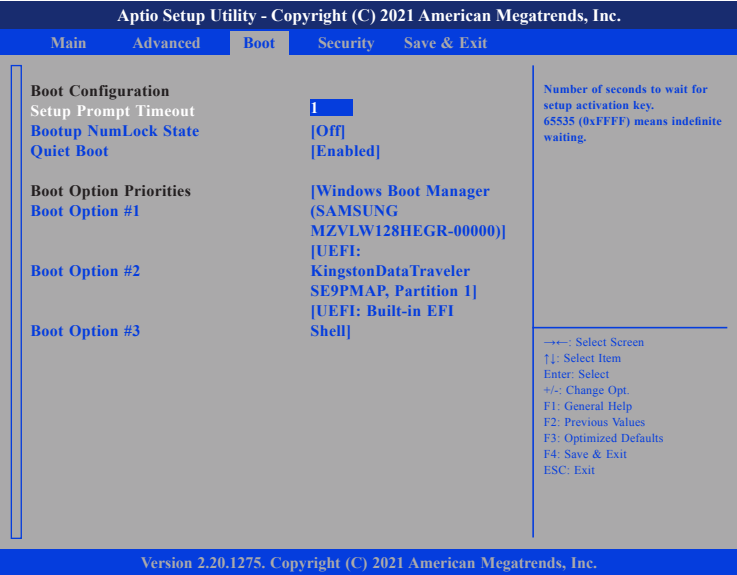 Aptio Setup Utility - Copyright (C) 2021 American Megatrends, Inc.
Main Advanced Boot Security Save & Exit
Boot Configuration
Setup Prompt Timeout 1
Bootup NumLock State [Off]
Quiet Boot [Enabled]
Boot Option Priorities [Windows Boot Manager
Boot Option #1 (SAMSUNG
MZVLW128HEGR-00000)]
[UEFI:
Boot Option #2 KingstonDataTraveler
SE9PMAP, Partition 1]
[UEFI: Built-in EFI
Boot Option #3 Shell]
Number of seconds to wait for
setup activation key.
65535 (0xFFFF) means indefinite
waiting.
→←: Select Screen
↑↓: Select Item
Enter: Select
+/-: Change Opt.
F1: General Help
F2: Previous Values
F3: Optimized Defaults
F4: Save & Exit
ESC: Exit
Version 2.20.1275. Copyright (C) 2021 American Megatrends, Inc.